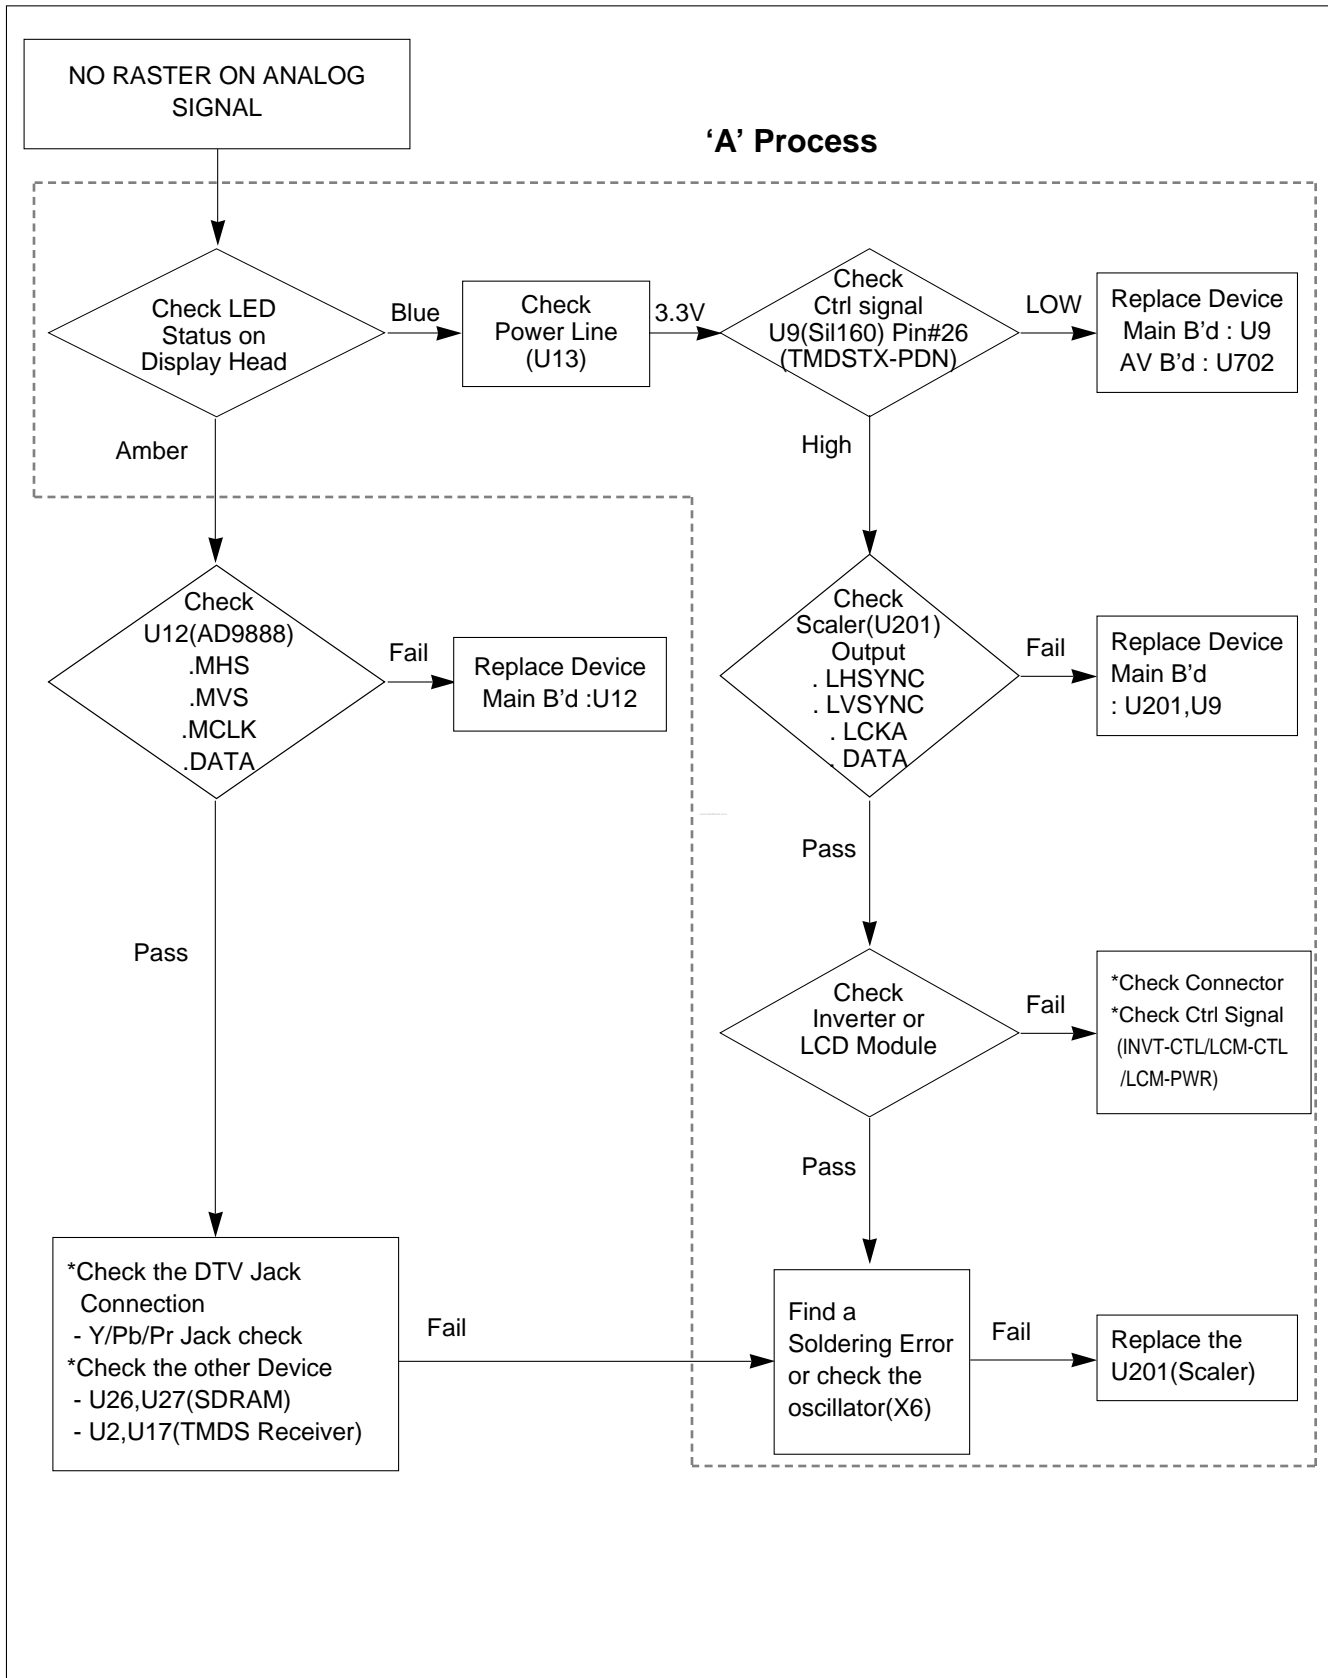 NO RASTER ON ANALOG
SIGNAL
‘A’ Process
Check LED
Status on
Display Head
Blue
Check
Power Line
(U13)
3.3V
Check
Ctrl signal
U9(Sil160) Pin#26
(TMDSTX-PDN)
LOW
Replace Device
Main B’d : U9
AV B’d : U702
Amber
High
Check
U12(AD9888)
.MHS
.MVS
.MCLK
.DATA
Fail
Replace Device
Main B’d :U12
Check
Scaler(U201)
Output
. LHSYNC
. LVSYNC
. LCKA
. DATA
Fail
Replace Device
Main B’d
: U201,U9
Pass
Pass
Check
Inverter or
LCD Module
Fail
*Check Connector
*Check Ctrl Signal
(INVT-CTL/LCM-CTL
/LCM-PWR)
Pass
*Check the DTV Jack
Connection
- Y/Pb/Pr Jack check
*Check the other Device
- U26,U27(SDRAM)
- U2,U17(TMDS Receiver)
Fail
Find a
Soldering Error
or check the
oscillator(X6)
Fail
Replace the
U201(Scaler)